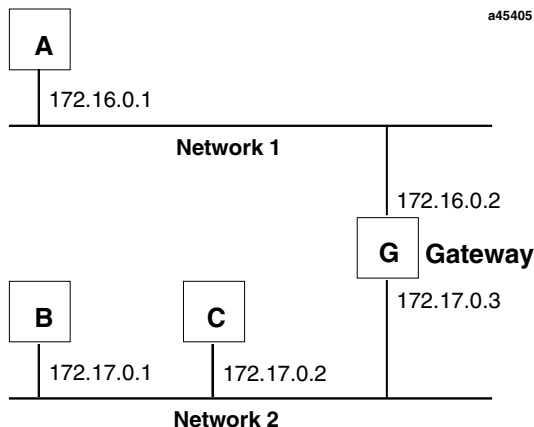 a45405
A
172.16.0.1
Network 1
172.16.0.2
G Gateway
172.17.0.3
B
C
172.17.0.1
172.17.0.2
Network 2